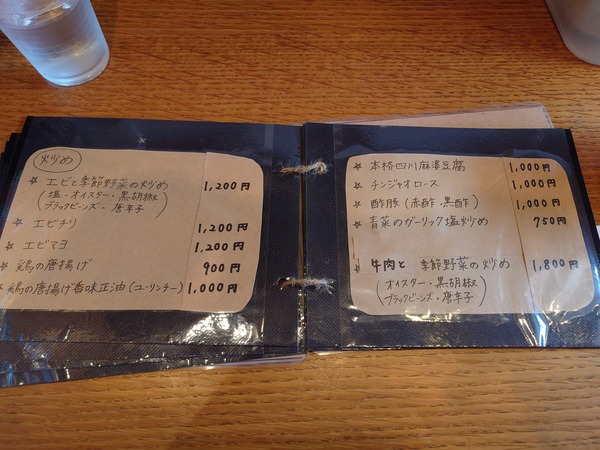 炒め
☆ エビと季節野菜の炒め 1,200円
(塩・オイスター・黒胡椒
ブラックビーンズ・唐辛子)
☆ エビチリ 1,200円
☆ エビマヨ 1,200円
☆ 鶏の唐揚げ 900円
☆ 鶏の唐揚げ香味正油(ユーリンチー) 1,000円
☆ 本格四川麻婆豆腐 1,000円
☆ チンジャオロース 1,000円
☆ 酢豚(赤酢・黒酢) 1,000円
☆ 青菜のガーリック塩炒め 750円
☆ 牛肉と 季節野菜の炒め 1,800円
(オイスター・黒胡椒
ブラックビーンズ・唐辛子)